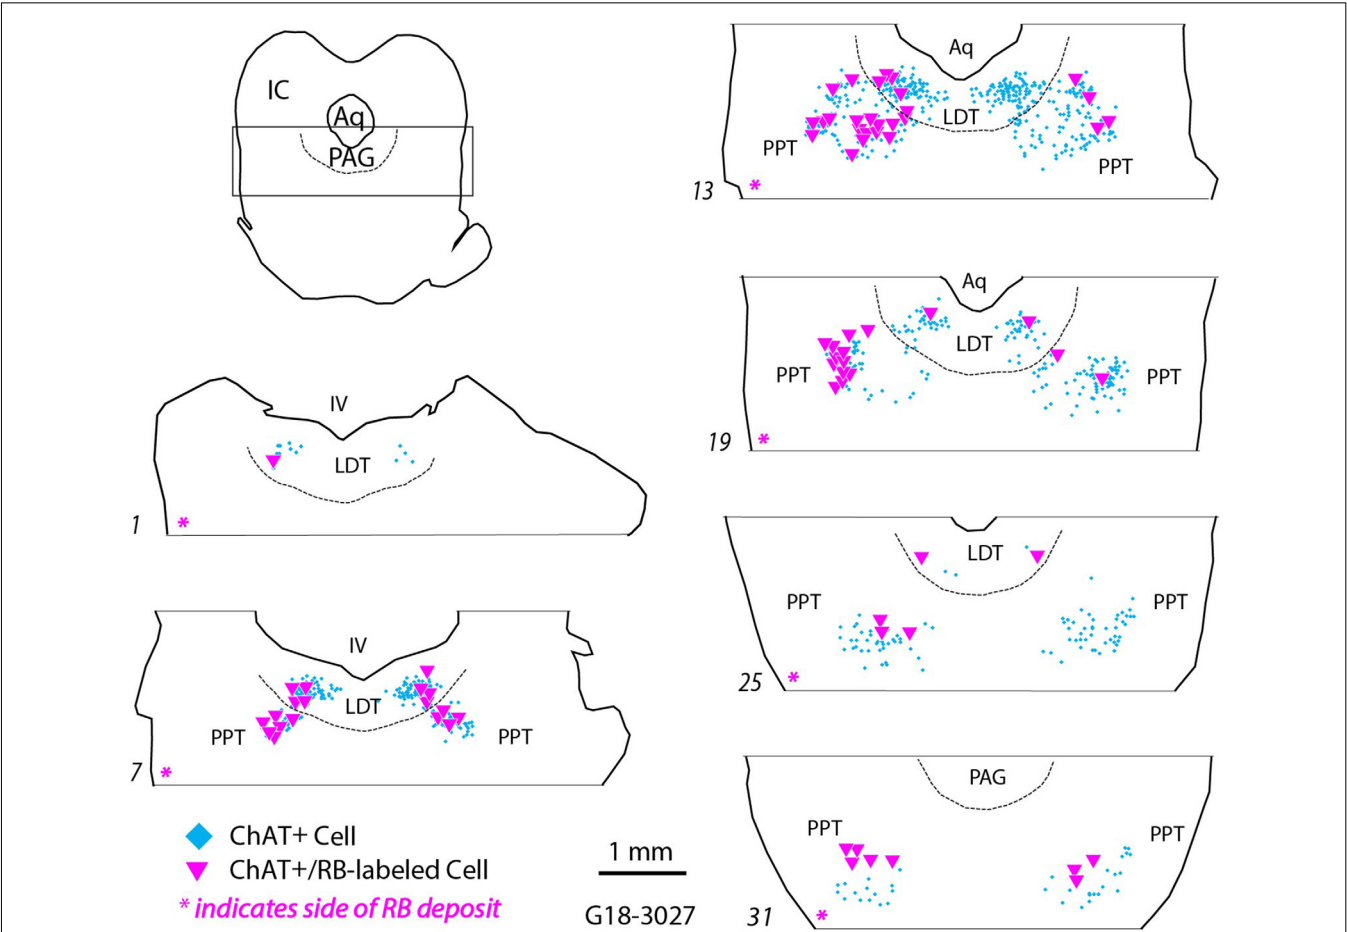 IC
Aq
PAG
IV
LDT
*
1
IV
LDT
PPT
PPT
*
7
Aq
LDT
PPT
PPT
*
13
Aq
LDT
PPT
PPT
*
19
LDT
PPT
PPT
*
25
PAG
PPT
PPT
*
31
ChAT+ Cell
ChAT+/RB-labeled Cell
* indicates side of RB deposit
1 mm
G18-3027